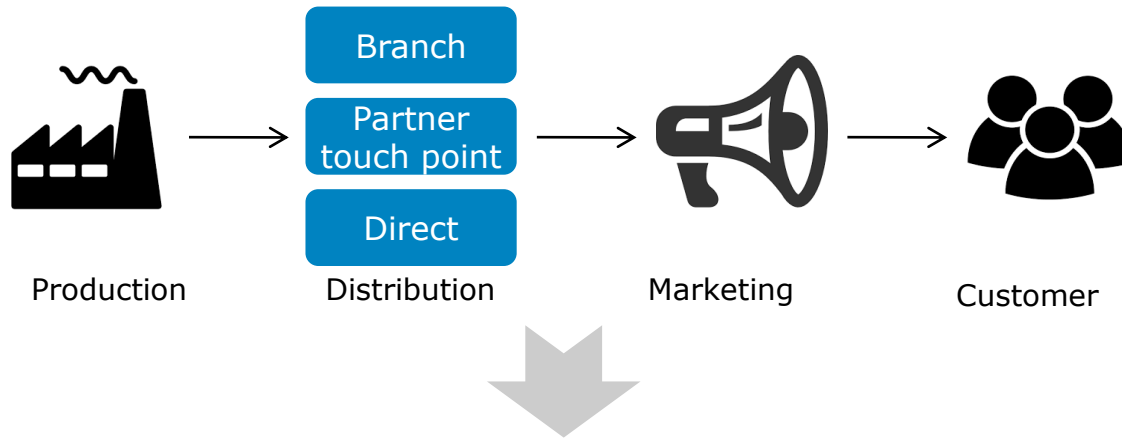 Branch
Partner
touch point
Direct
Production
Distribution
Marketing
Customer